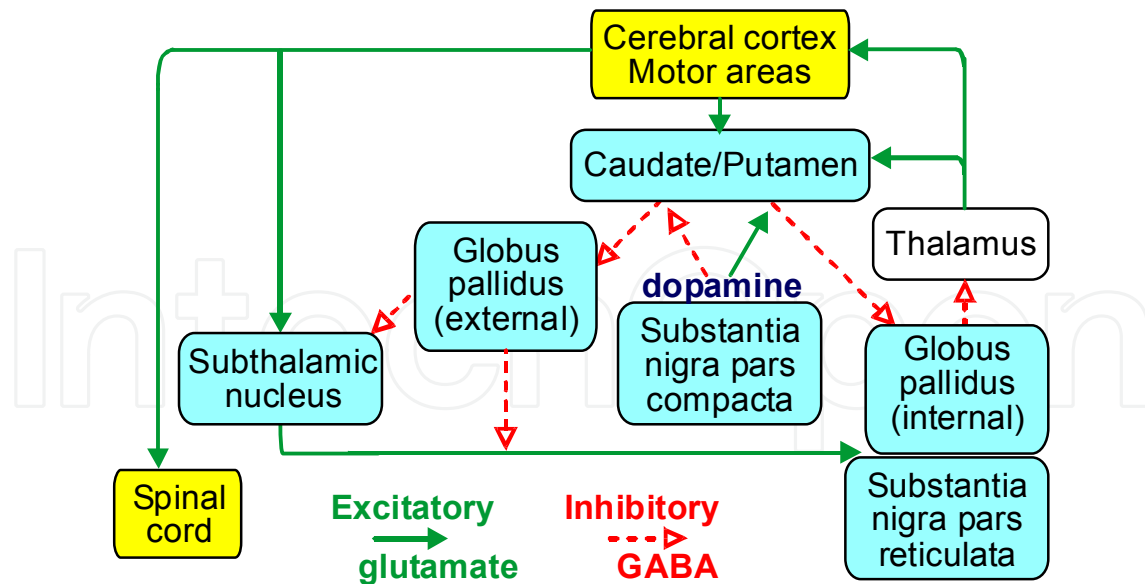 Cerebral cortex
Motor areas
Caudate/Putamen
Thalamus
Globus
pallidus
(external)
dopamine
Substantia
nigra pars
compacta
Globus
pallidus
(internal)
Subthalamic
nucleus
Spinal
cord
Excitatory
glutamate
Inhibitory
GABA
Substantia
nigra pars
reticulata
IntechOpen